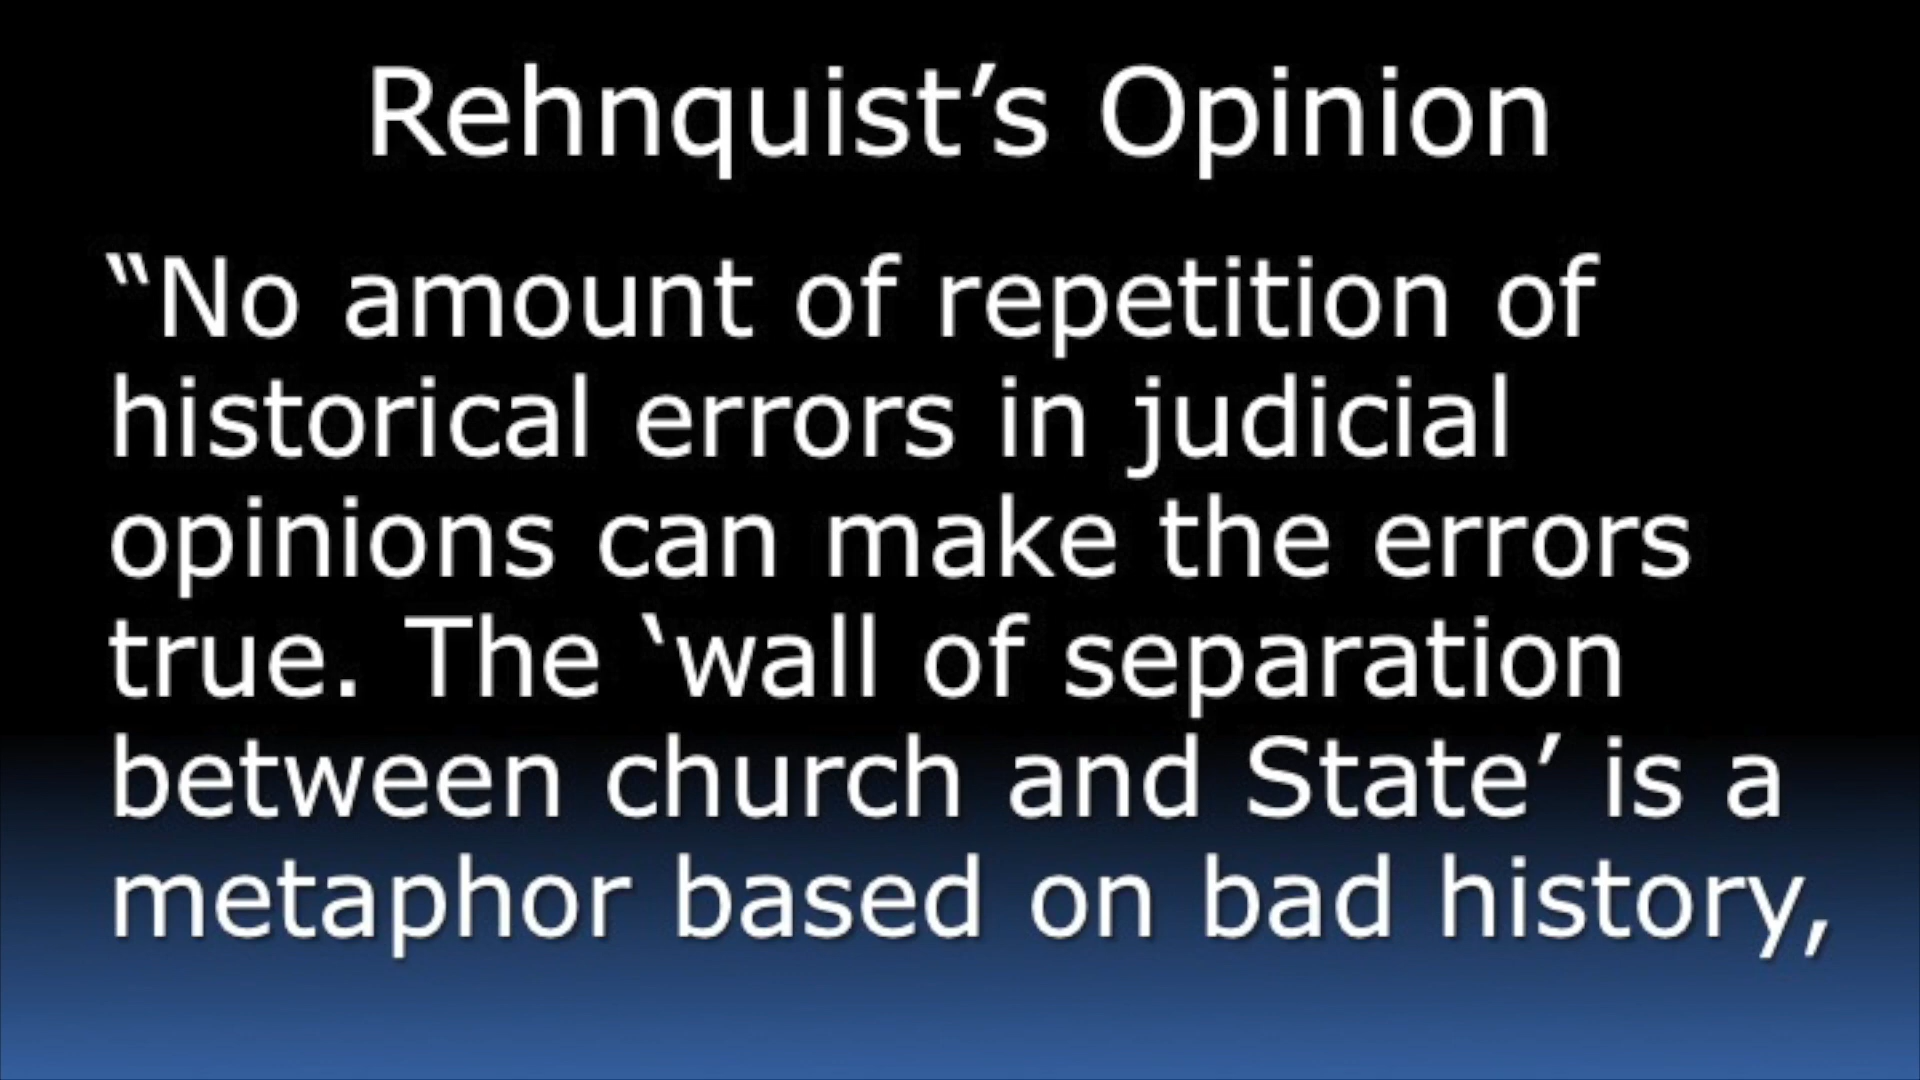 Rehnquist’s Opinion
“No amount of repetition of
historical errors in judicial
opinions can make the errors
true. The ‘wall of separation
between church and State’ is a
metaphor based on bad history,